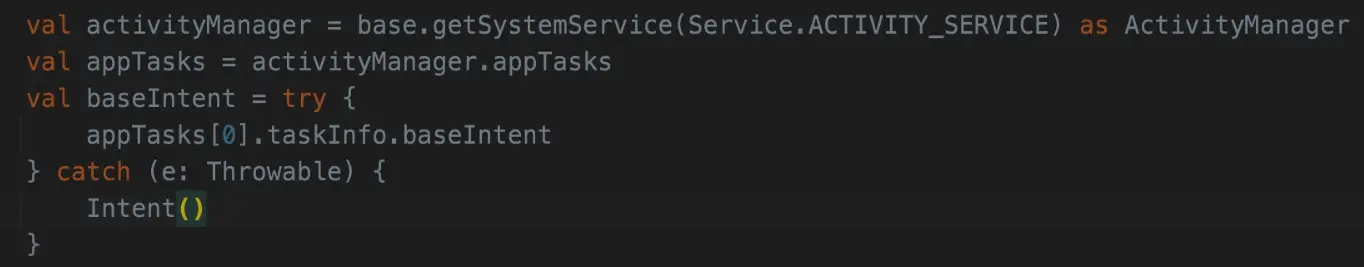 val activityManager = base.getSystemService(Service.ACTIVITY_SERVICE) as ActivityManager
val appTasks = activityManager.appTasks
val baseIntent = try {
    appTasks[0].taskInfo.baseIntent
} catch (e: Throwable) {
    Intent()
}